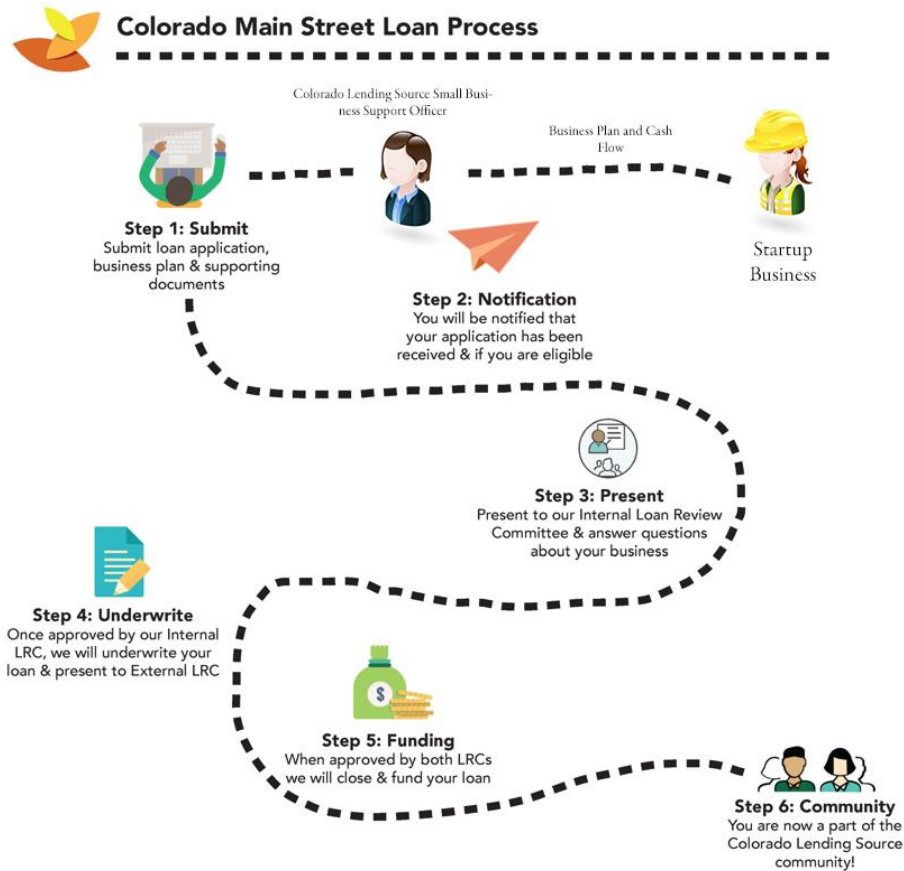 Colorado Main Street Loan Process
Colorado Lending Source Small Busi-
ness Support Officer
Business Plan and Cash
Flow
Startup
Business
Step 1: Submit
Submit loan application,
business plan & supporting
documents
Step 2: Notification
You will be notified that
your application has been
received & if you are eligible
Step 3: Present
Present to our Internal Loan Review
Committee & answer questions
about your business
Step 4: Underwrite
Once approved by our Internal
LRC, we will underwrite your
loan & present to External LRC
$
Step 5: Funding
When approved by both LRCs
we will close & fund your loan
Step 6: Community
You are now a part of the
Colorado Lending Source
community!